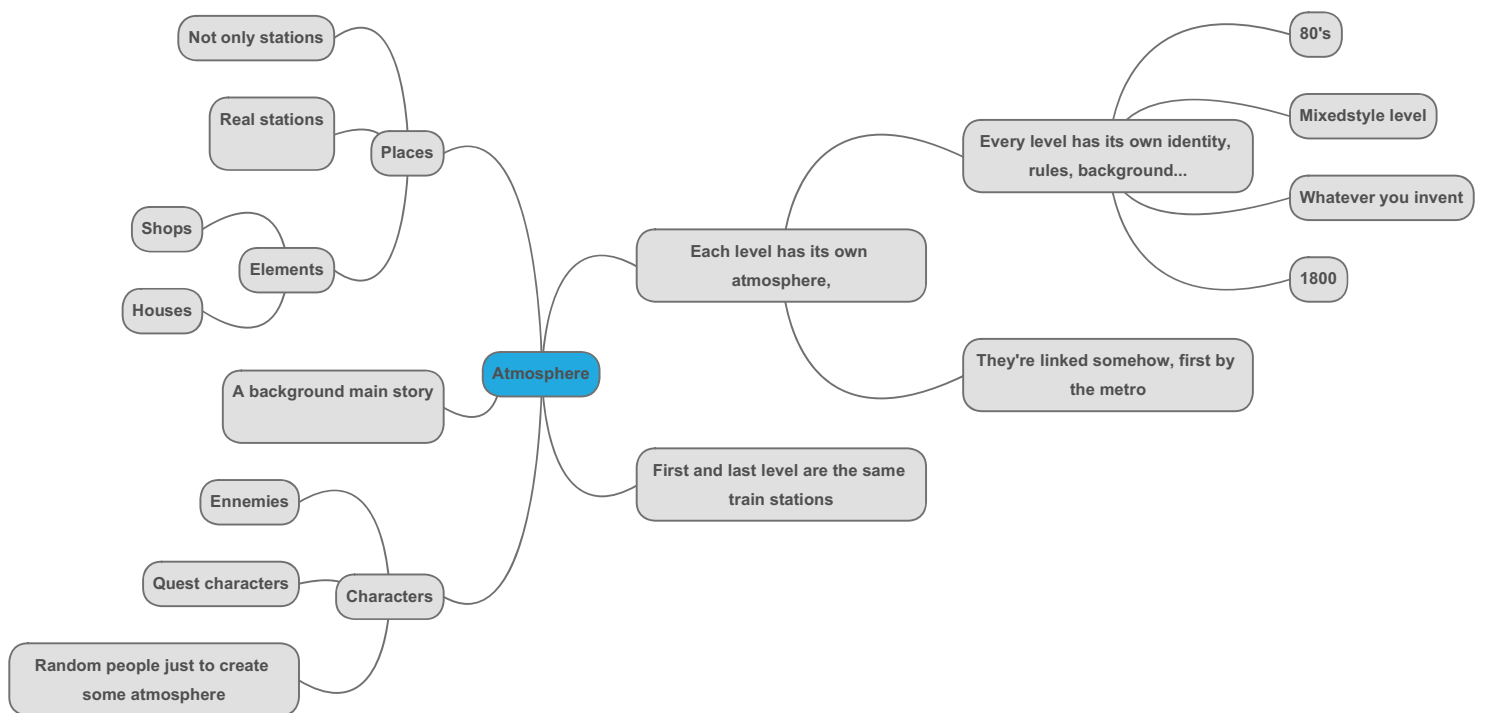 Not only stations
Real stations
Places
Shops
Elements
Houses
Atmosphere
A background main story
Ennemies
Quest characters
Characters
Random people just to create
some atmosphere
Each level has its own
atmosphere,
Every level has its own identity,
rules, background...
80's
Mixedstyle level
Whatever you invent
1800
They're linked somehow, first by
the metro
First and last level are the same
train stations